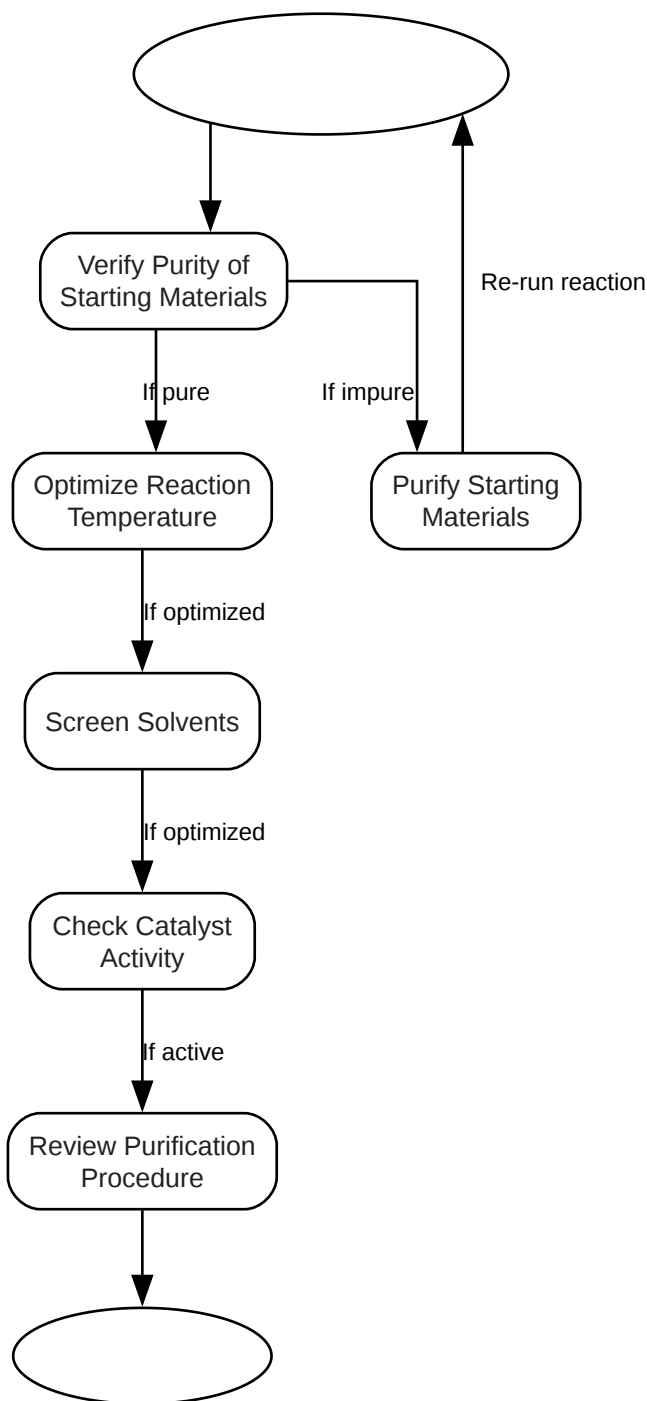 Verify Purity of
Starting Materials
Re-run reaction
If pure
If impure
Optimize Reaction
Temperature
Purify Starting
Materials
If optimized
Screen Solvents
If optimized
Check Catalyst
Activity
If active
Review Purification
Procedure